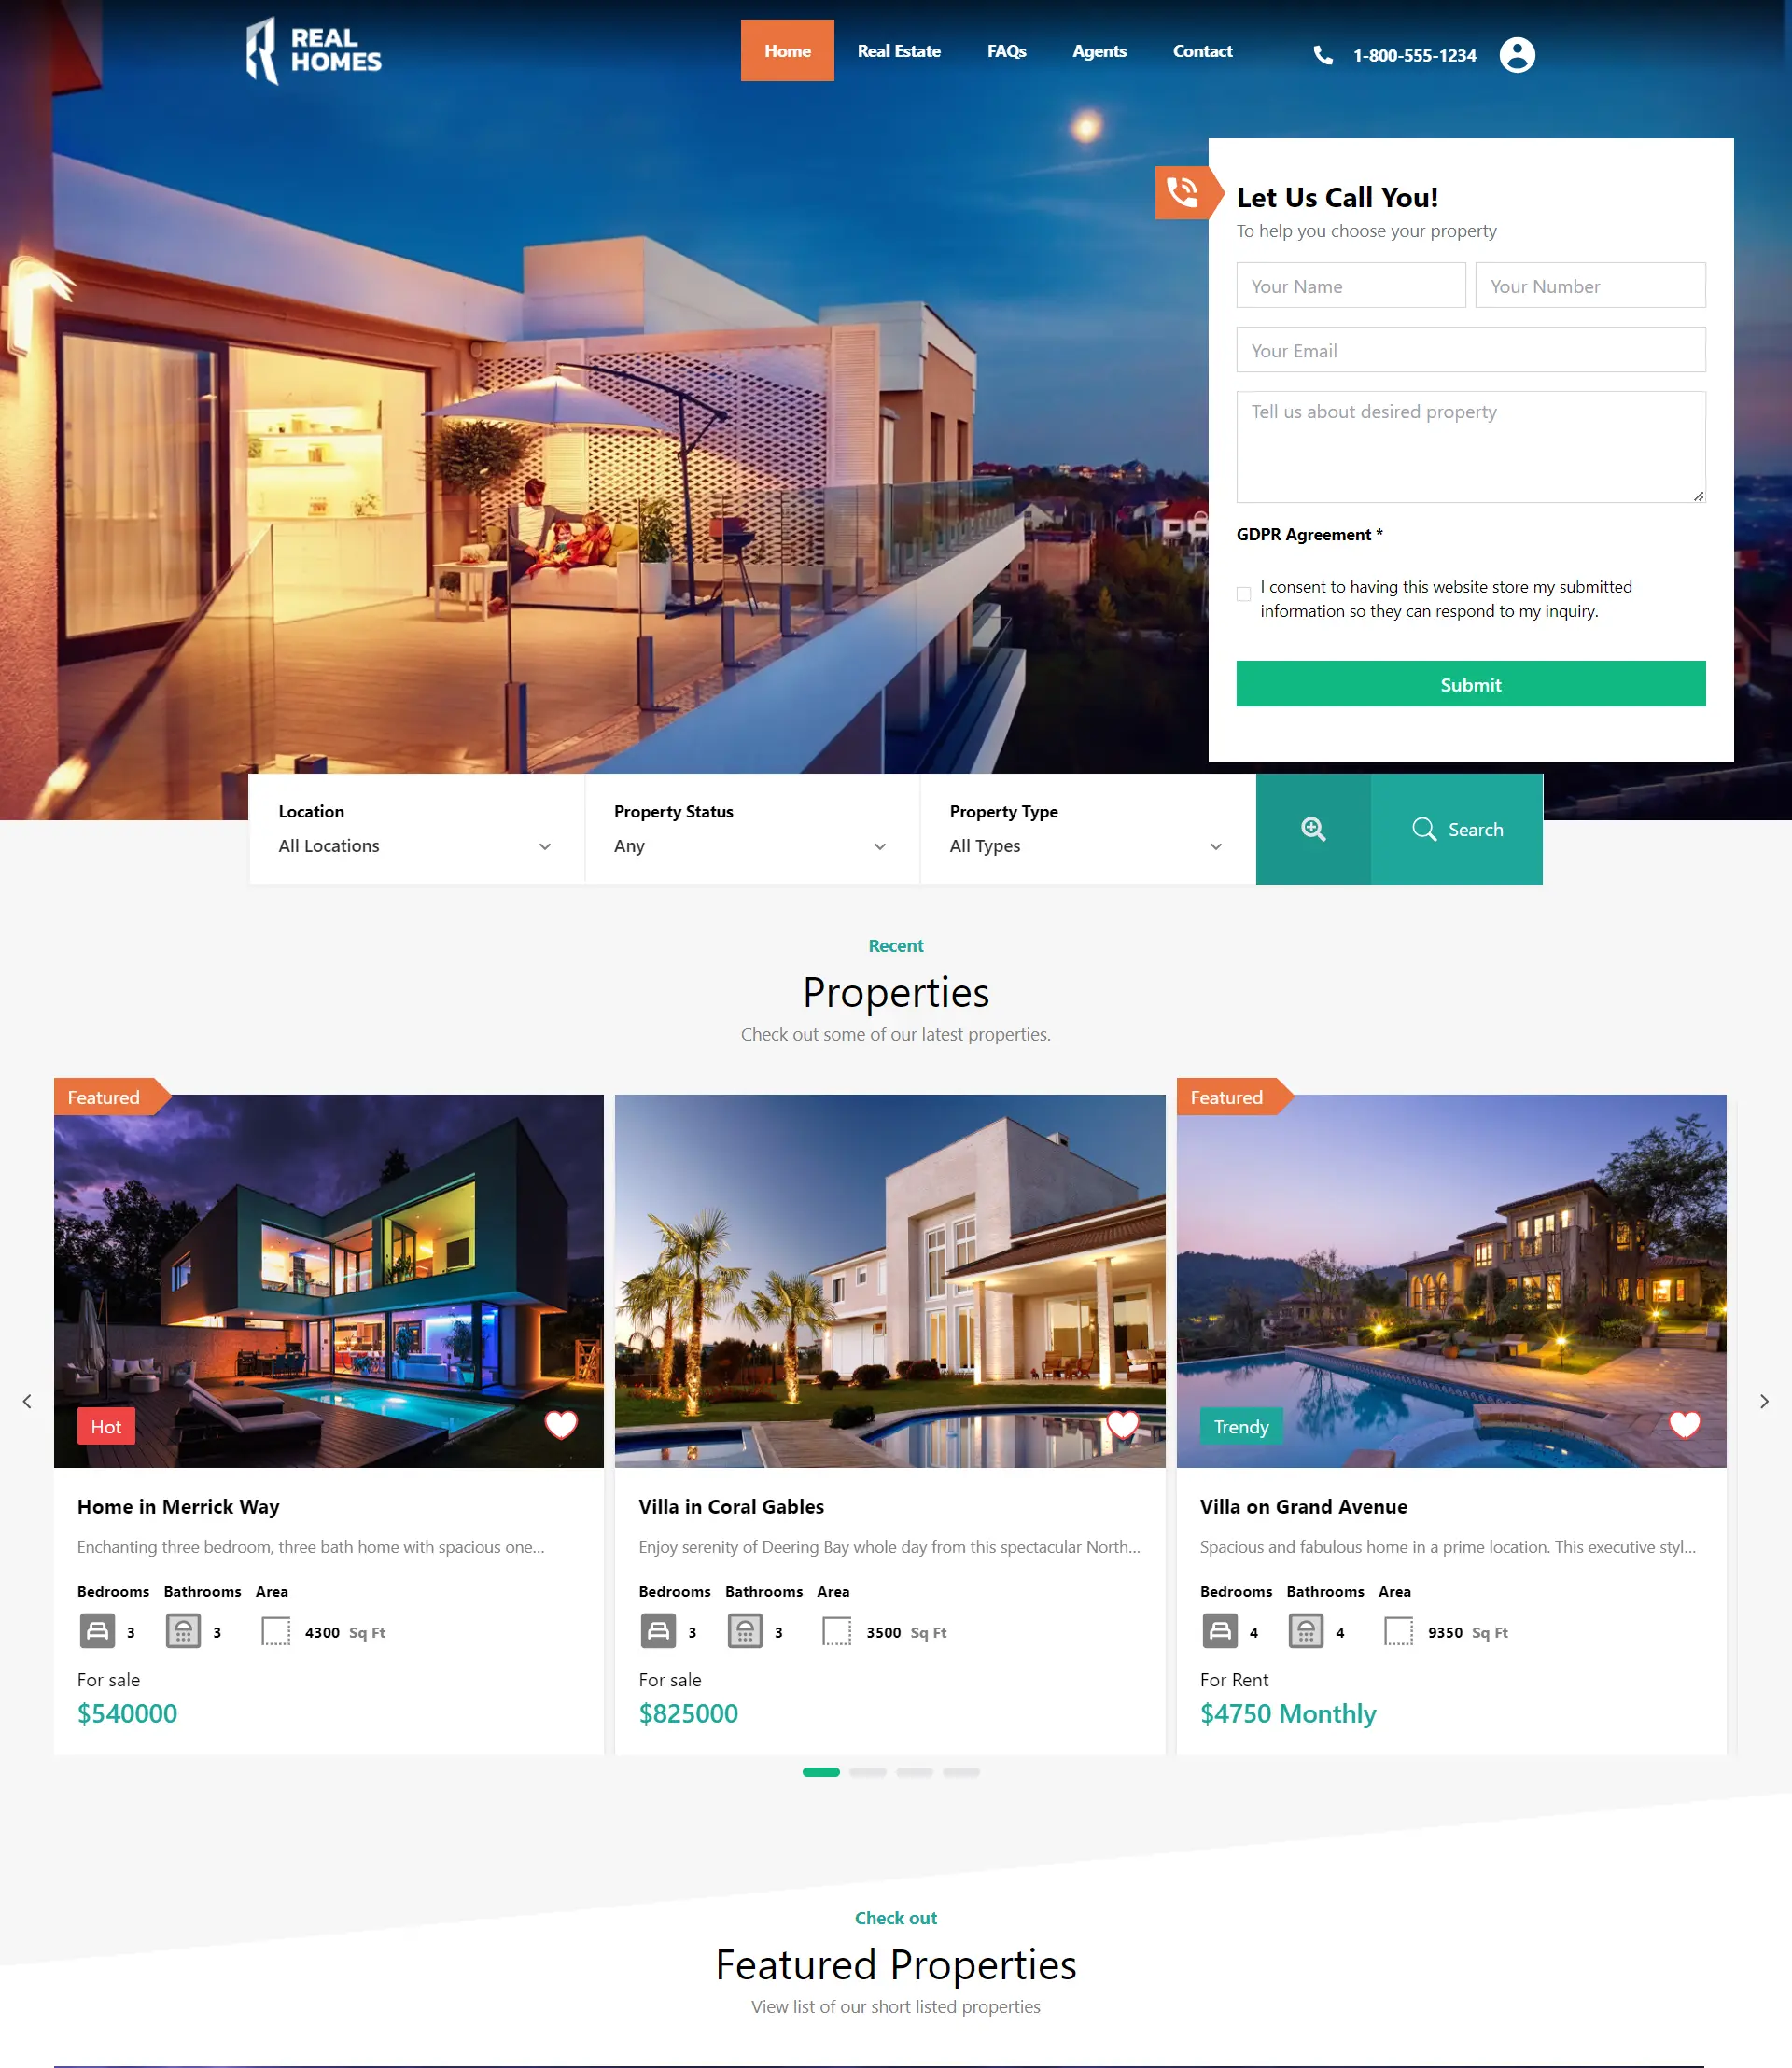 REAL
HOMES
Home
Real Estate
FAQs
Agents
Contact
1-800-555-1234
Let Us Call You!
To help you choose your property
Your Name
Your Number
Your Email
Tell us about desired property
GDPR Agreement *
I consent to having this website store my submitted
information so they can respond to my inquiry.
Submit
Location
All Locations
Property Status
Any
Property Type
All Types
Search
Recent
Properties
Check out some of our latest properties.
Featured
Hot
Home in Merrick Way
Enchanting three bedroom, three bath home with spacious one...
Bedrooms Bathrooms Area
3 3 4300 Sq Ft
For sale
$540000
Villa in Coral Gables
Enjoy serenity of Deering Bay whole day from this spectacular North...
Bedrooms Bathrooms Area
3 3 3500 Sq Ft
For sale
$825000
Featured
Trendy
Villa on Grand Avenue
Spacious and fabulous home in a prime location. This executive styl...
Bedrooms Bathrooms Area
4 4 9350 Sq Ft
For Rent
$4750 Monthly
Check out
Featured Properties
View list of our short listed properties